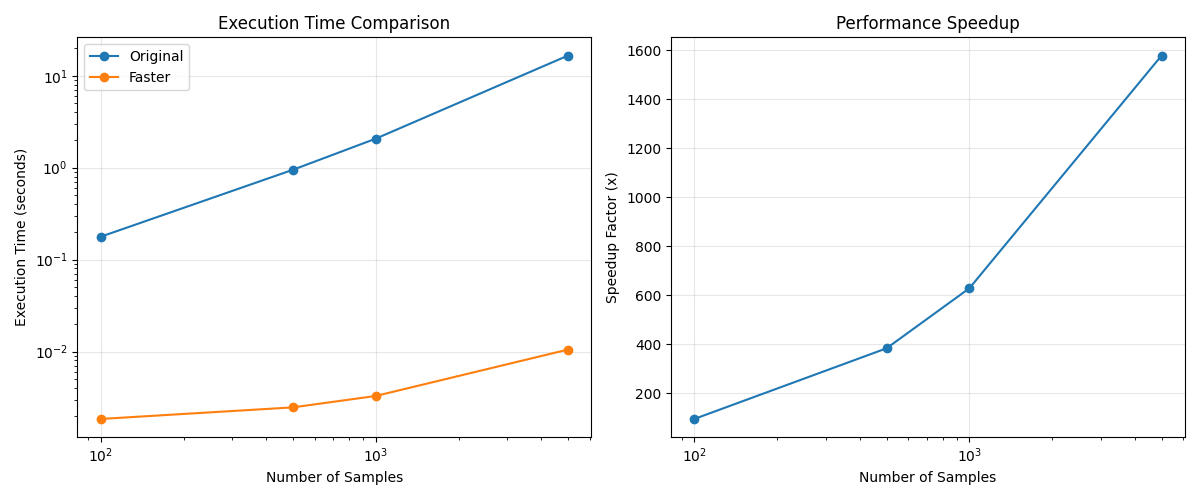 Execution Time Comparison
Original
Faster
Execution Time (seconds)
10¹
10⁰
10⁻¹
10⁻²
10²
10³
Number of Samples
Performance Speedup
Speedup Factor (x)
1600
1400
1200
1000
800
600
400
200
10²
10³
Number of Samples